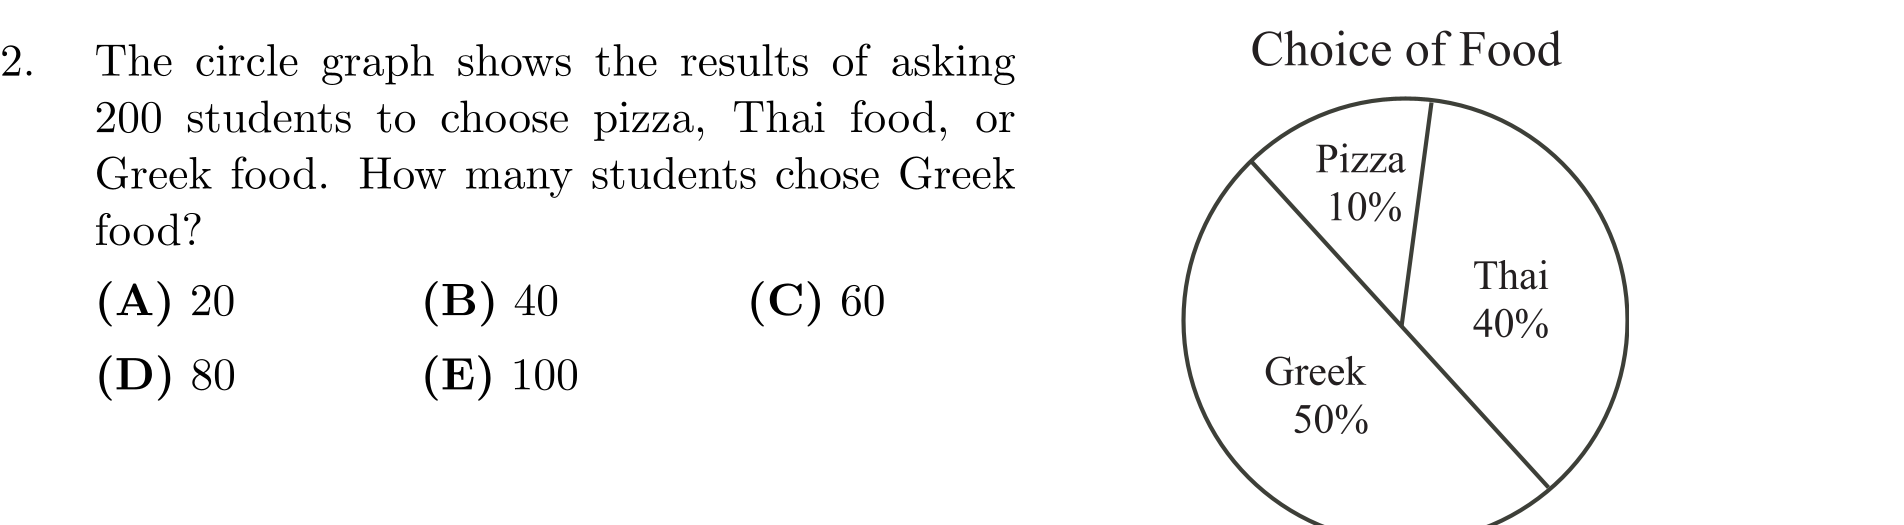 2. The circle graph shows the results of asking
200 students to choose pizza, Thai food, or
Greek food. How many students chose Greek
food?
(A) 20 (B) 40 (C) 60
(D) 80 (E) 100
Choice of Food
Pizza
10%
Thai
40%
Greek
50%